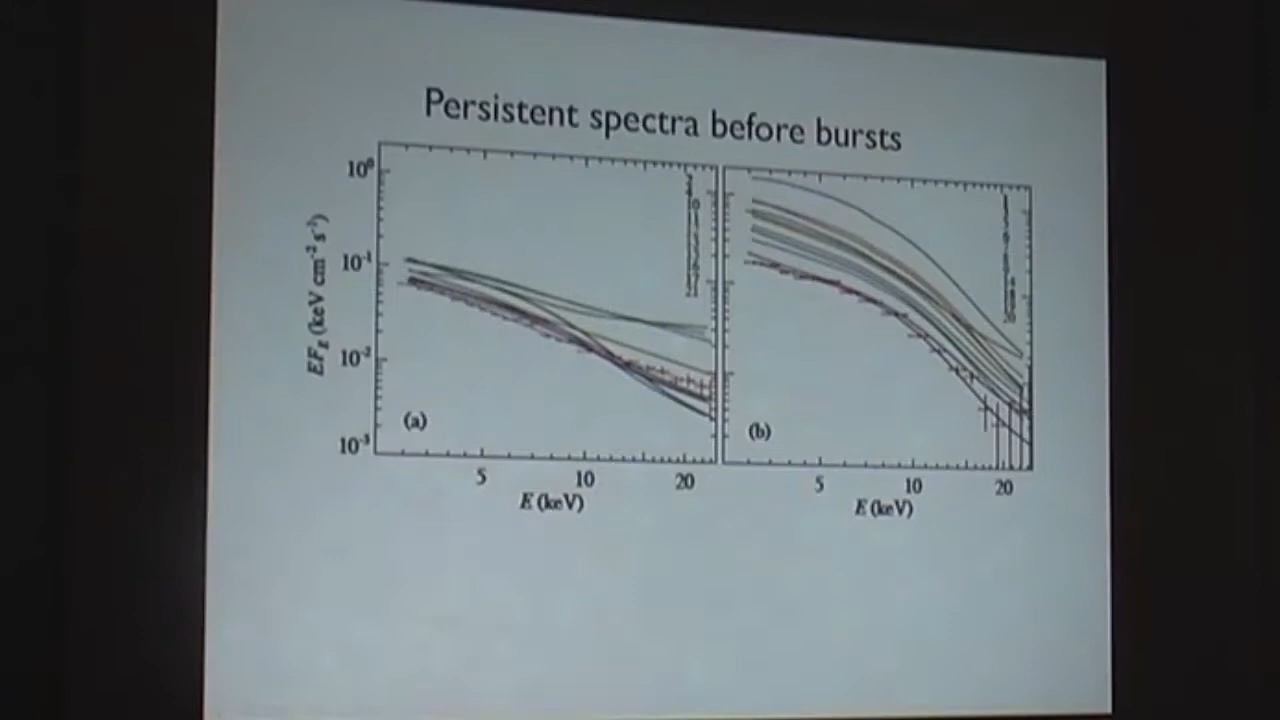 Persistent spectra before bursts
10⁰
10⁻¹
10⁻²
10⁻³
EF_E (keV cm⁻² s⁻¹)
(a)
(b)
5 10 20
5 10 20
E (keV)
E (keV)